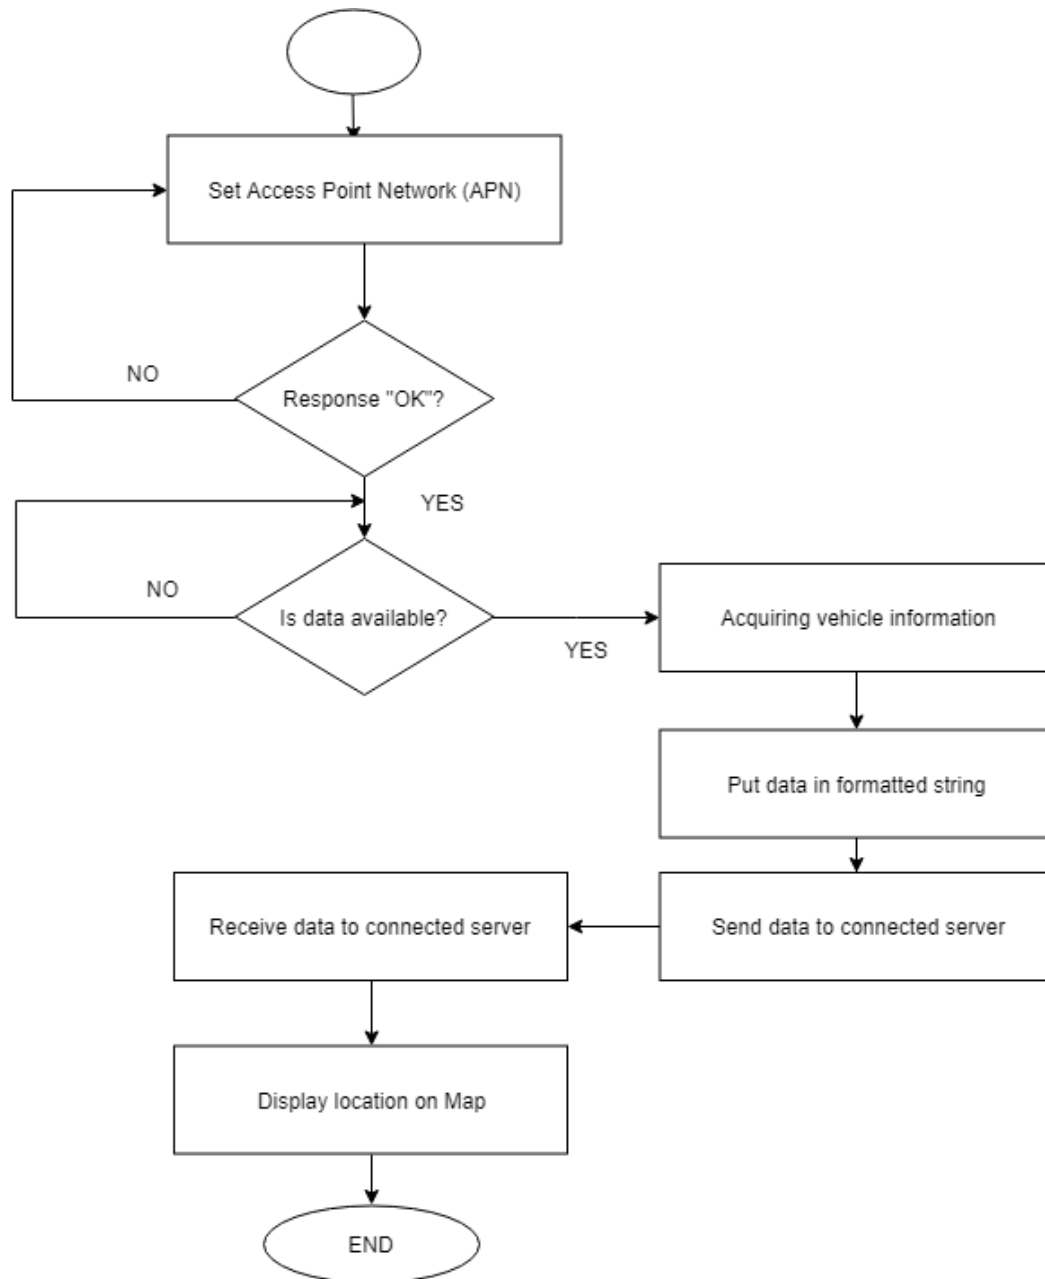 Set Access Point Network (APN)
NO
Response "OK"?
YES
NO
Is data available?
YES
Acquiring vehicle information
Put data in formatted string
Send data to connected server
Receive data to connected server
Display location on Map
END